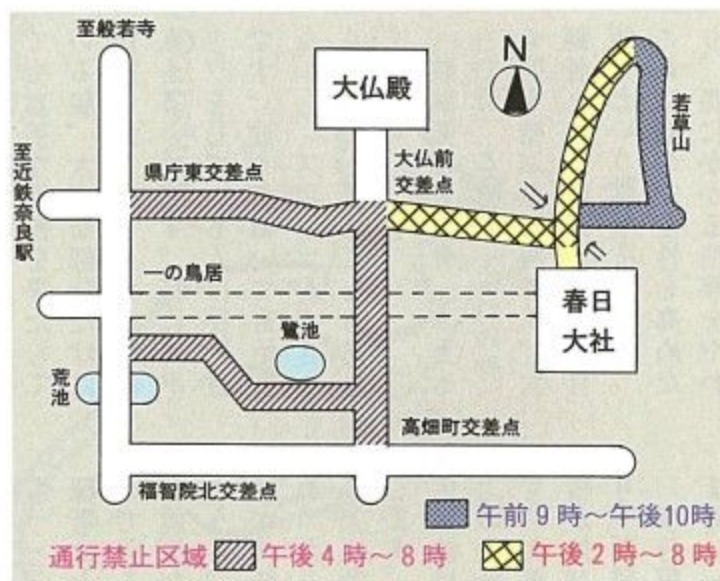 至般若寺
大仏殿
N
若草山
至近鉄奈良駅
県庁東交差点
大仏前
交差点
一の鳥居
春日
大社
鷺池
荒池
高畑町交差点
福智院北交差点
午前9時〜午後10時
通行禁止区域
午後4時〜8時
午後2時〜8時